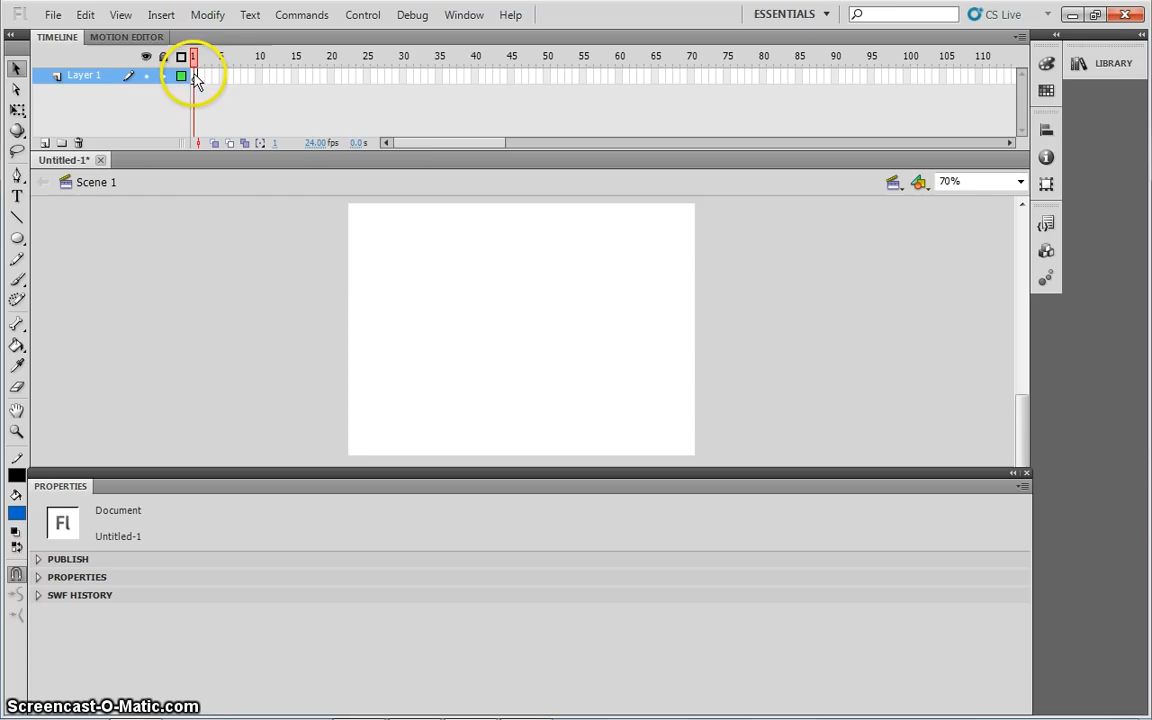 Fl File Edit View Insert Modify Text Commands Control Debug Window Help ESSENTIALS CS Live
TIMELINE MOTION EDITOR
1 5 10 15 20 25 30 35 40 45 50 55 60 65 70 75 80 85 90 95 100 105 110
LIBRARY
Layer 1
1 24.00fps 0.0s
Untitled-1*
Scene 1 70%
T
PROPERTIES
Fl
Document
Untitled-1
PUBLISH
PROPERTIES
SWF HISTORY
Screencast-O-Matic.com